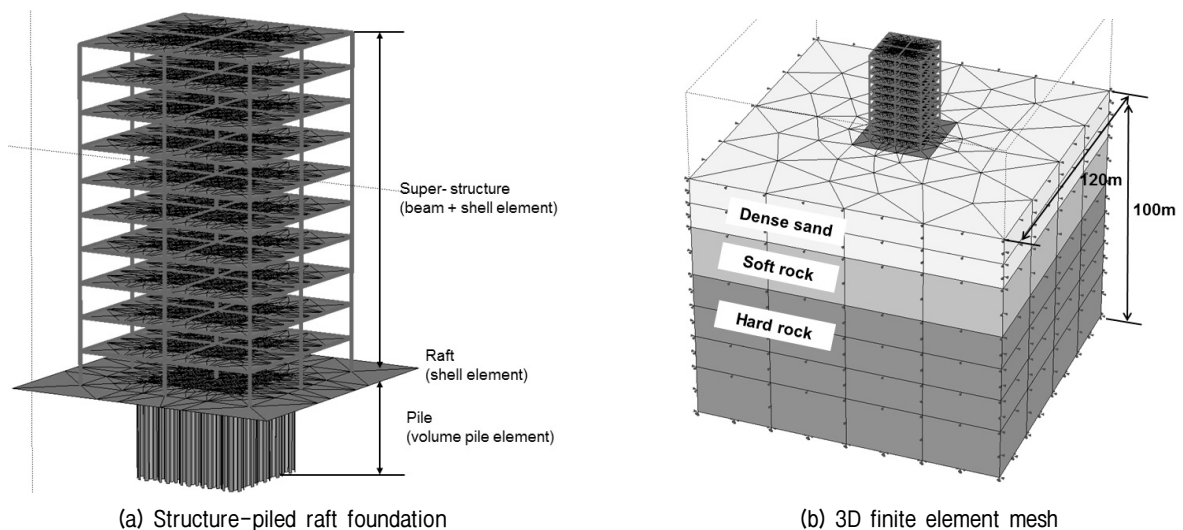 Super- structure
(beam + shell element)
Raft
(shell element)
Pile
(volume pile element)
(a) Structure-piled raft foundation
120m
100m
Dense sand
Soft rock
Hard rock
(b) 3D finite element mesh